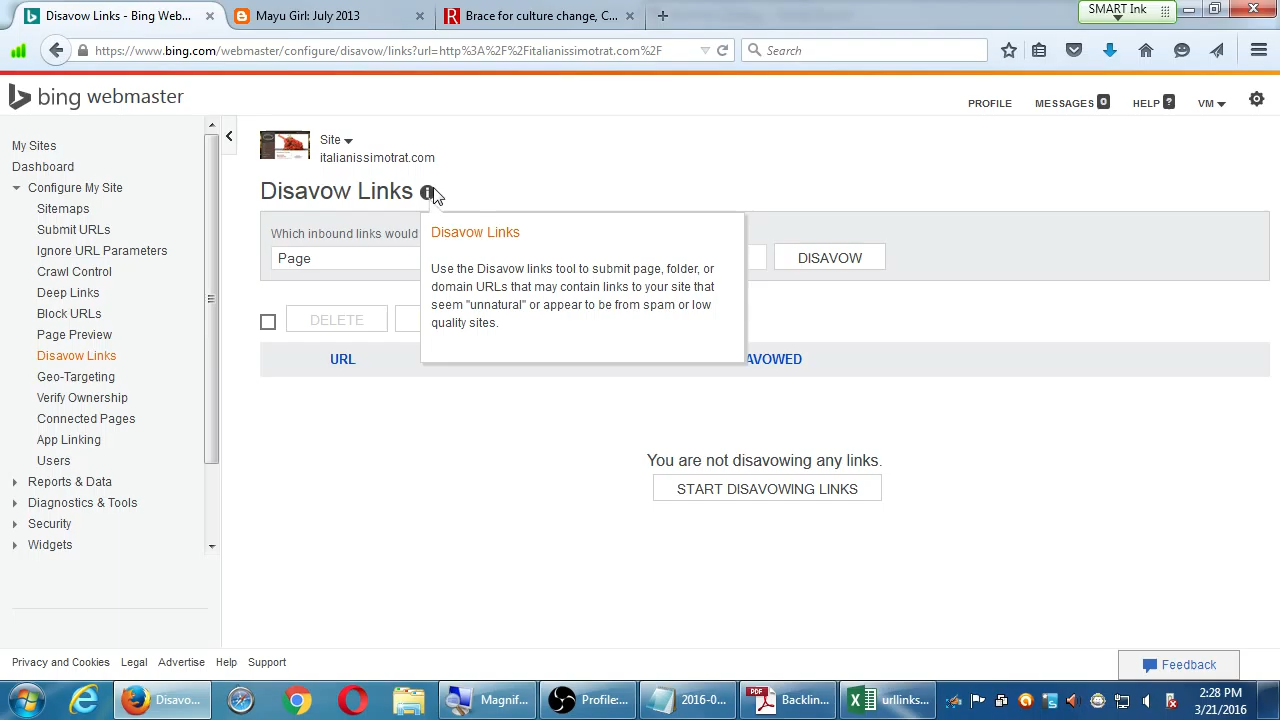 Disavow Links - Bing Web...
Mayu Girl: July 2013
Brace for culture change, C...
SMART Ink
https://www.bing.com/webmaster/configure/disavow/links?url=http%3A%2F%2Fitalianissimotrat.com%2F
Search
bing webmaster
PROFILE
MESSAGES 0
HELP ?
VM
My Sites
Dashboard
Configure My Site
Sitemaps
Submit URLs
Ignore URL Parameters
Crawl Control
Deep Links
Block URLs
Page Preview
Disavow Links
Geo-Targeting
Verify Ownership
Connected Pages
App Linking
Users
Reports & Data
Diagnostics & Tools
Security
Widgets
Site
italianissimotrat.com
Disavow Links
Which inbound links would
Page
DISAVOW
Disavow Links
Use the Disavow links tool to submit page, folder, or
domain URLs that may contain links to your site that
seem "unnatural" or appear to be from spam or low
quality sites.
DELETE
URL
AVOWED
You are not disavowing any links.
START DISAVOWING LINKS
Privacy and Cookies
Legal
Advertise
Help
Support
Feedback
Disavo...
Magnif...
Profile:...
2016-0...
PDF
Backlin...
urllinks...
2:28 PM
3/21/2016